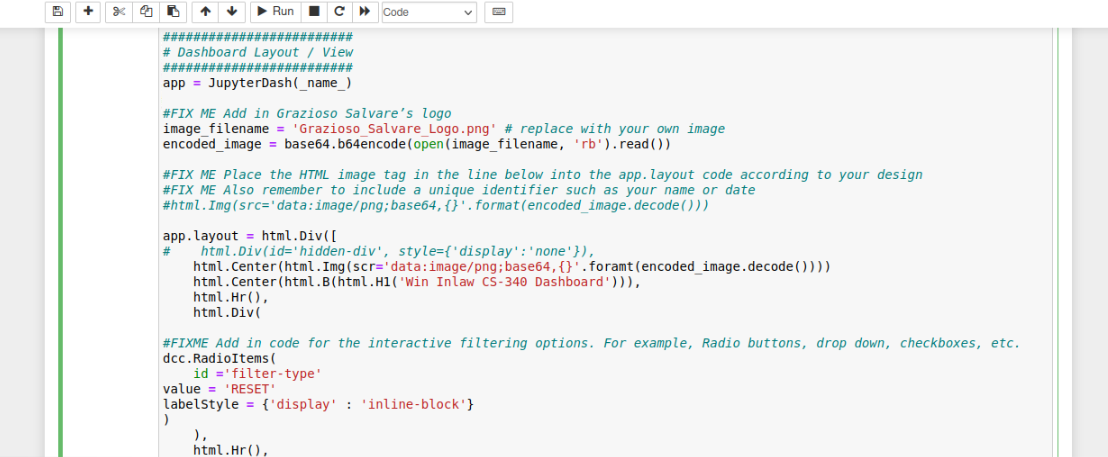 Run Code
#########################
# Dashboard Layout / View
#########################
app = JupyterDash(_name_)
#FIX ME Add in Grazioso Salvare’s logo
image_filename = 'Grazioso_Salvare_Logo.png' # replace with your own image
encoded_image = base64.b64encode(open(image_filename, 'rb').read())
#FIX ME Place the HTML image tag in the line below into the app.layout code according to your design
#FIX ME Also remember to include a unique identifier such as your name or date
#html.Img(src='data:image/png;base64,{}'.format(encoded_image.decode()))
app.layout = html.Div([
#    html.Div(id='hidden-div', style={'display':'none'}),
    html.Center(html.Img(scr='data:image/png;base64,{}'.foramt(encoded_image.decode())))
    html.Center(html.B(html.H1('Win Inlaw CS-340 Dashboard'))),
    html.Hr(),
    html.Div(
#FIXME Add in code for the interactive filtering options. For example, Radio buttons, drop down, checkboxes, etc.
dcc.RadioItems(
    id ='filter-type'
value = 'RESET'
labelStyle = {'display' : 'inline-block'}
)
    ),
    html.Hr(),